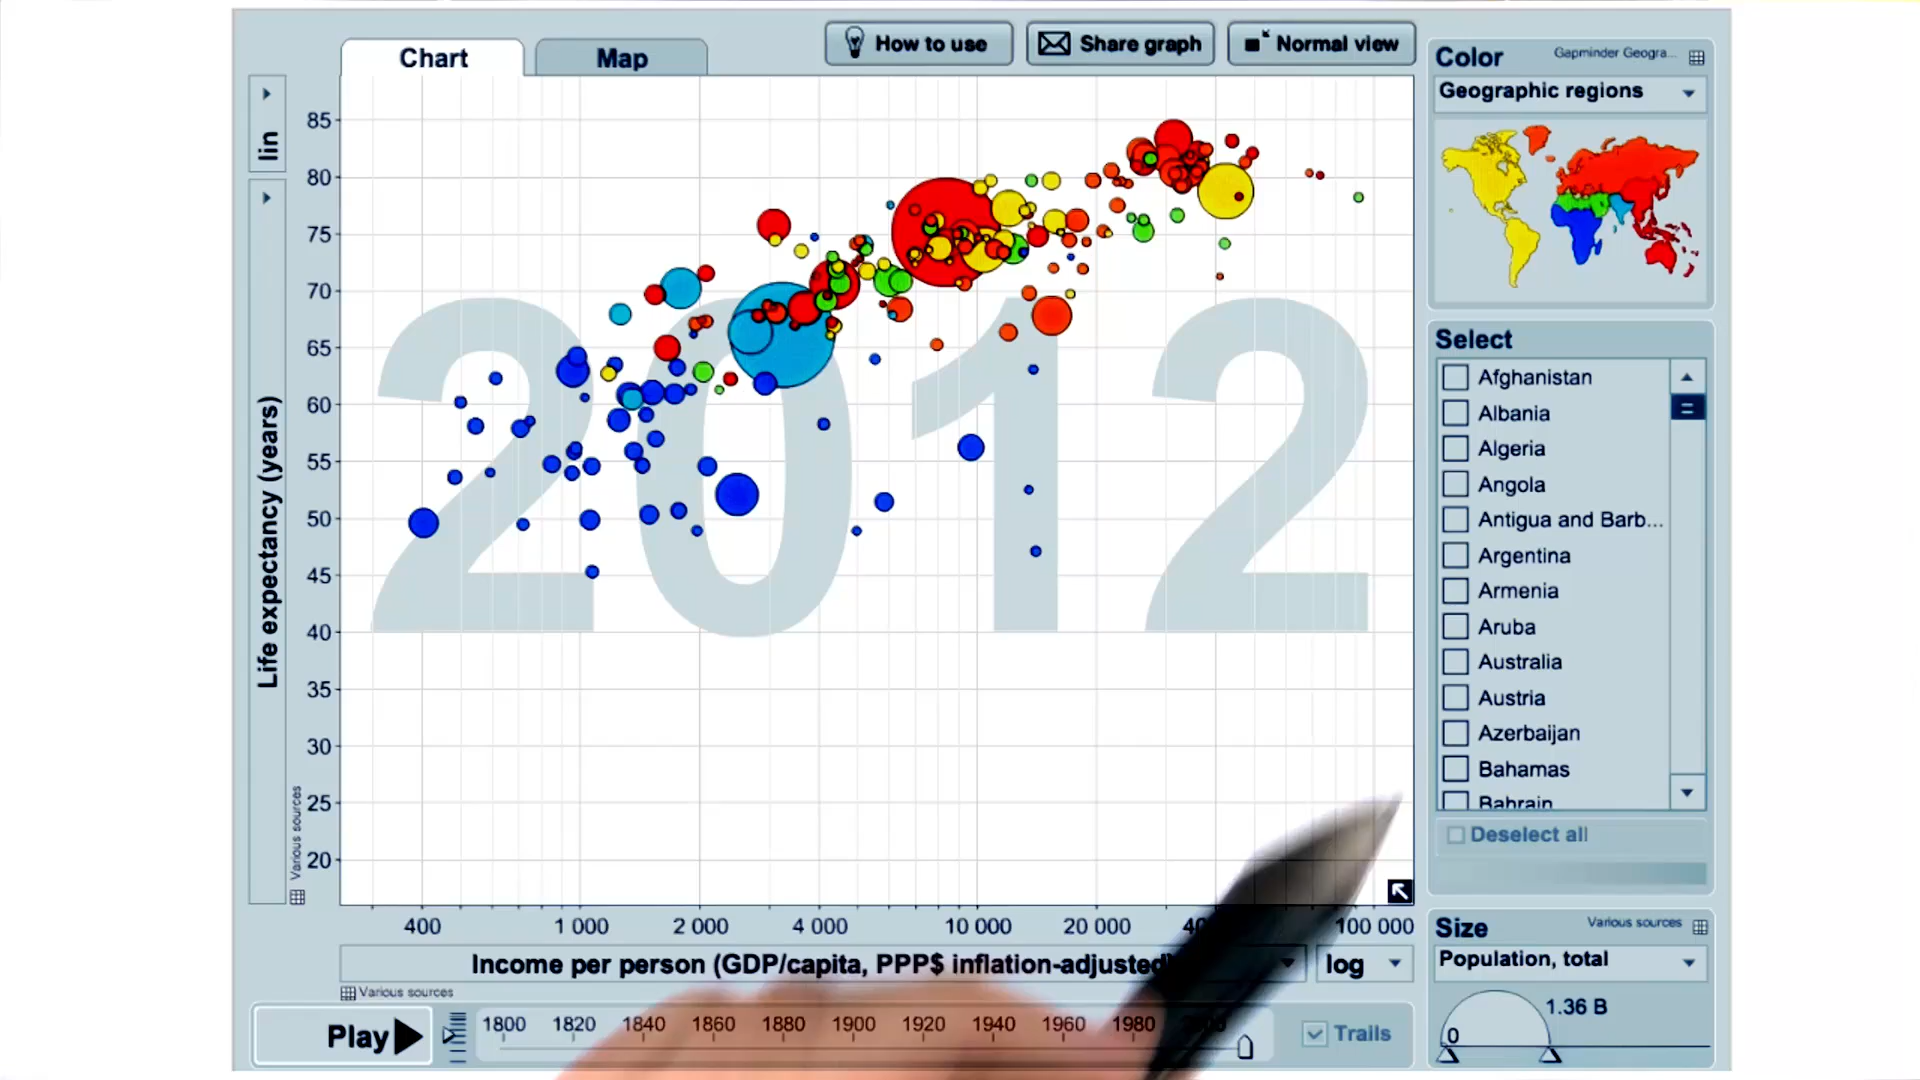 Chart
Map
How to use
Share graph
Normal view
Color
Gapminder Geogra...
Geographic regions
lin
Life expectancy (years)
Various sources
85
80
75
70
65
60
55
50
45
40
35
30
25
20
2012
400
1 000
2 000
4 000
10 000
20 000
100 000
Income per person (GDP/capita, PPP$ inflation-adjusted)
log
Various sources
Play
1800
1820
1840
1860
1880
1900
1920
1940
1960
1980
Trails
Select
Afghanistan
Albania
Algeria
Angola
Antigua and Barb...
Argentina
Armenia
Aruba
Australia
Austria
Azerbaijan
Bahamas
Bahrain
Deselect all
Size
Various sources
Population, total
1.36 B
0